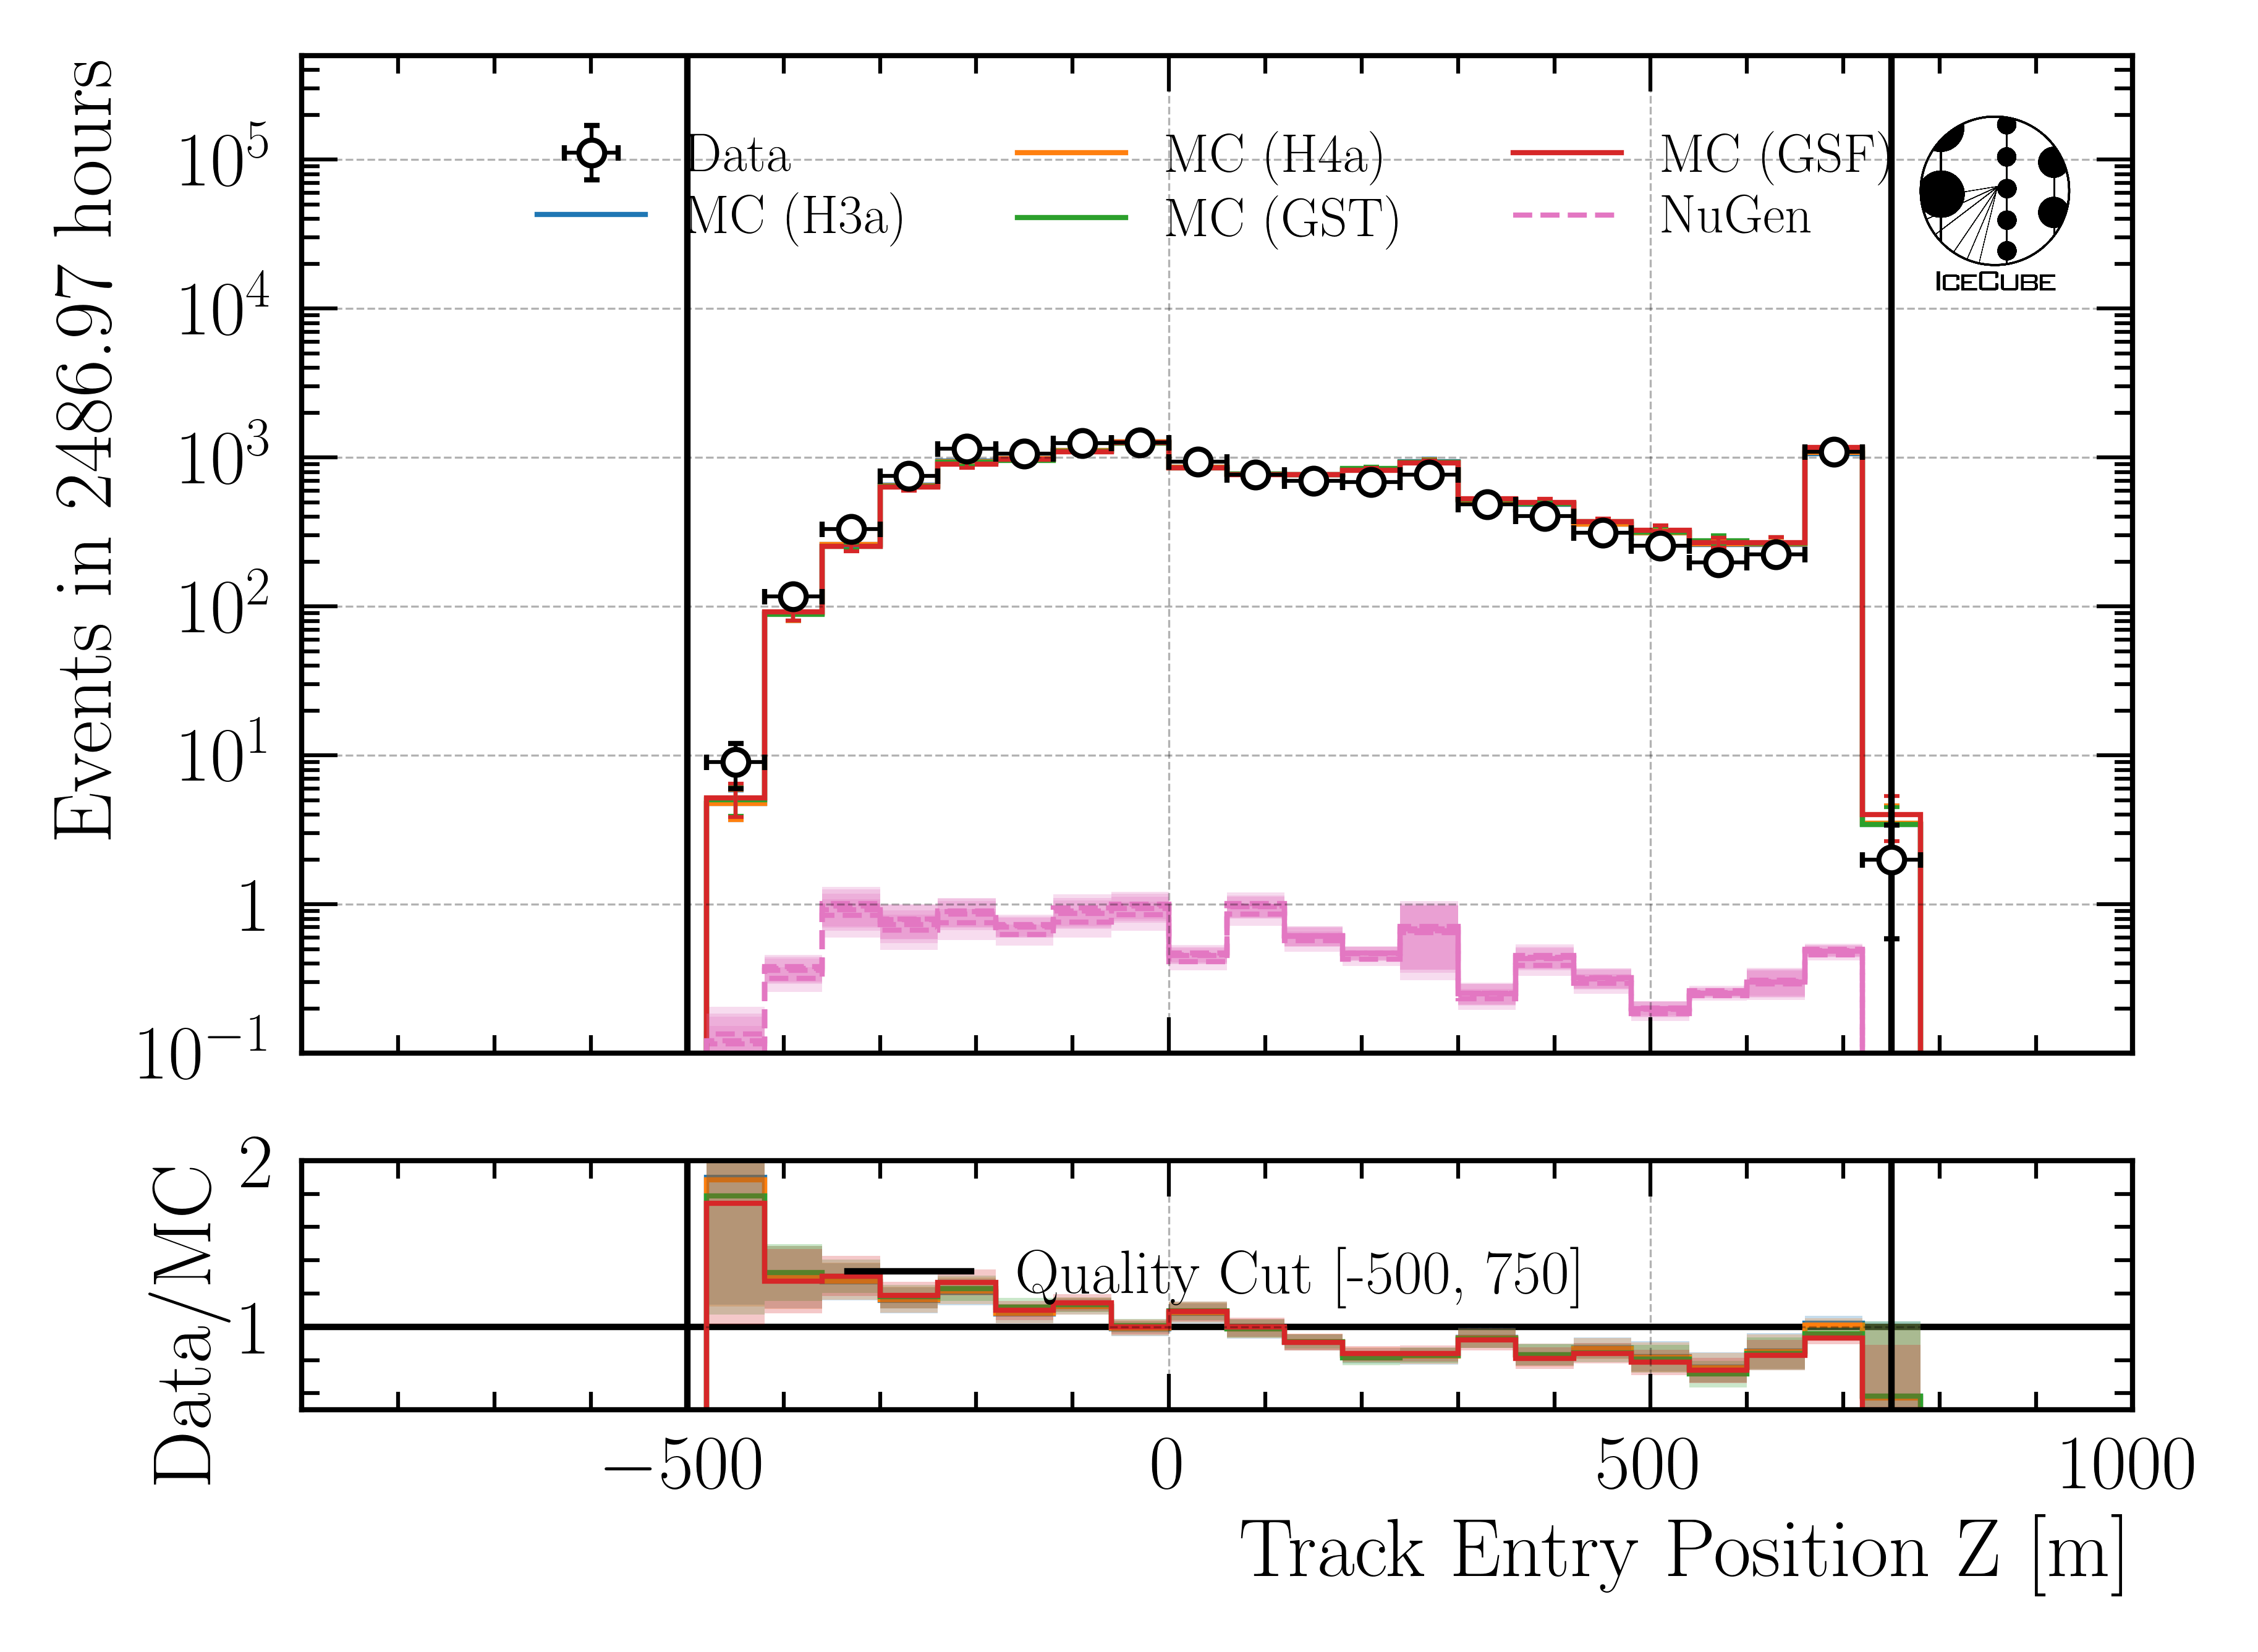 Events in 2486.97 hours
10^5
10^4
10^3
10^2
10^1
1
10^−1
Data
MC (H3a)
MC (H4a)
MC (GST)
MC (GSF)
NuGen
ICECUBE
Data/MC
2
1
Quality Cut [-500, 750]
−500 0 500 1000
Track Entry Position Z [m]